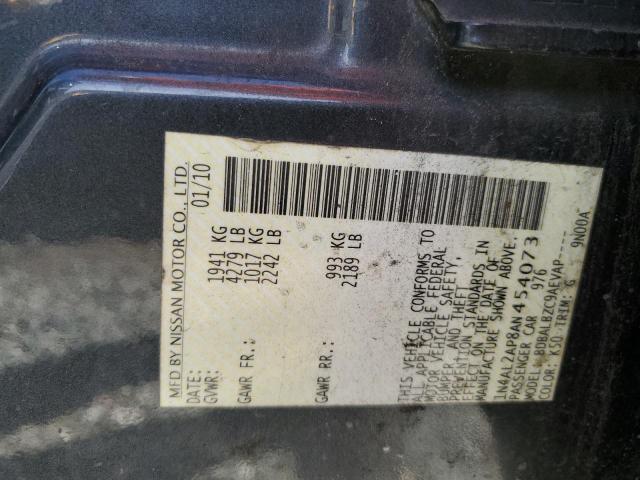 MFD BY NISSAN MOTOR CO., LTD.
DATE: 01/10
GVWR: 1941 KG
4279 LB
GAWR FR.: 1017 KG
2242 LB
GAWR RR.: 993 KG
2189 LB
THIS VEHICLE CONFORMS TO
ALL APPLICABLE FEDERAL
MOTOR VEHICLE SAFETY,
BUMPER, AND THEFT
PREVENTION STANDARDS IN
EFFECT ON THE DATE OF
MANUFACTURE SHOWN ABOVE.
1N4AL2AP8AN454073
PASSENGER CAR 976
MODEL: BDBALBZC9AEVAP----
COLOR: K50 TRIM: G 9N00A